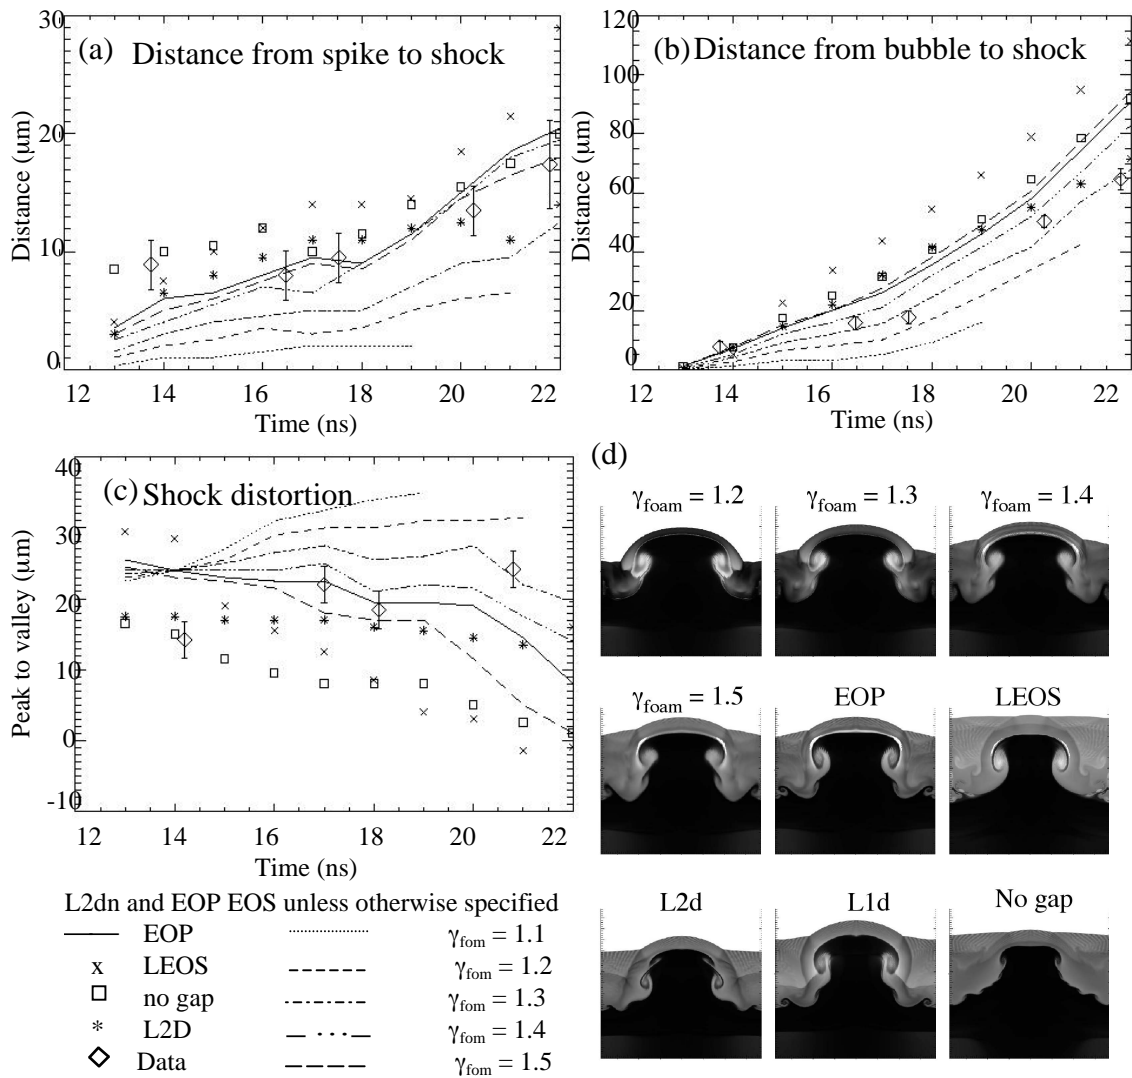 (a) Distance from spike to shock
Distance (μm)
30
20
10
0
12 14 16 18 20 22
Time (ns)
(b) Distance from bubble to shock
Distance (μm)
120
100
80
60
40
20
0
12 14 16 18 20 22
Time (ns)
(c) Shock distortion
Peak to valley (μm)
40
30
20
10
0
-10
12 14 16 18 20 22
Time (ns)
L2dn and EOP EOS unless otherwise specified
EOP γfom = 1.1
x LEOS γfom = 1.2
no gap γfom = 1.3
* L2D γfom = 1.4
Data γfom = 1.5
(d)
γfoam = 1.2 γfoam = 1.3 γfoam = 1.4
γfoam = 1.5 EOP LEOS
L2d L1d No gap